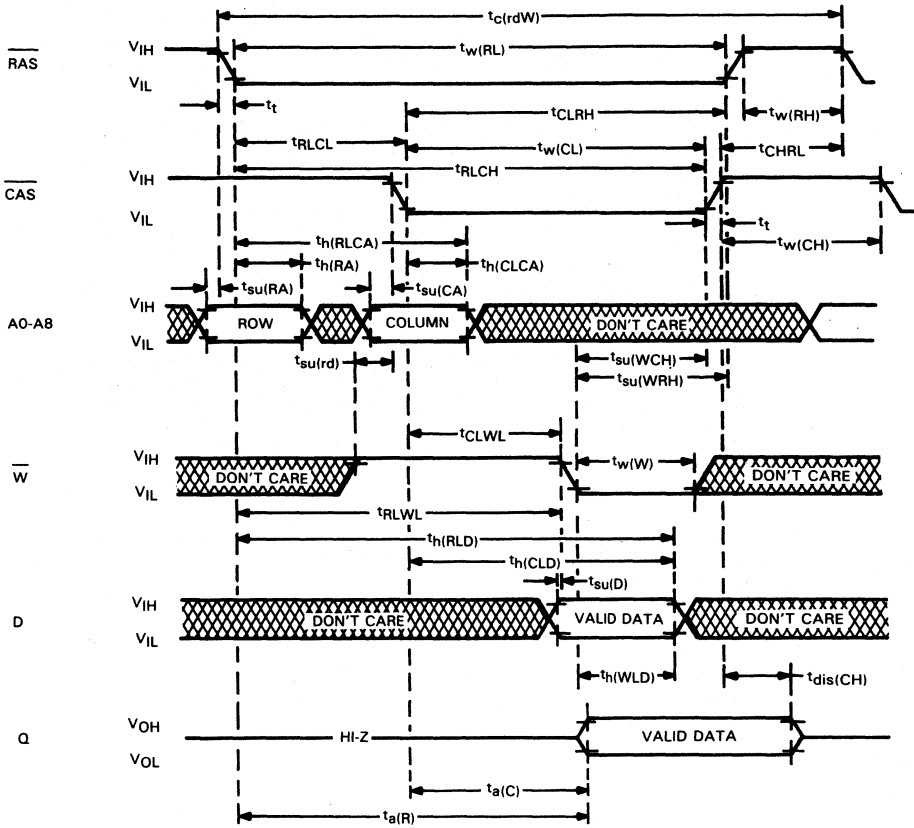 tc(rdW)
RAS
VIH
VIL
tw(RL)
tt
tCLRH
tw(RH)
tRLCL
tw(CL)
tCHRL
tRLCH
CAS
VIH
VIL
tt
tw(CH)
th(RLCA)
th(RA)
th(CLCA)
tsu(RA)
tsu(CA)
A0-A8
VIH
VIL
ROW
COLUMN
DON'T CARE
tsu(rd)
tsu(WCH)
tsu(WRH)
tCLWL
W
VIH
VIL
DON'T CARE
tw(W)
DON'T CARE
tRLWL
th(RLD)
th(CLD)
tsu(D)
D
VIH
VIL
DON'T CARE
VALID DATA
DON'T CARE
th(WLD)
tdis(CH)
Q
VOH
VOL
HI-Z
VALID DATA
ta(C)
ta(R)